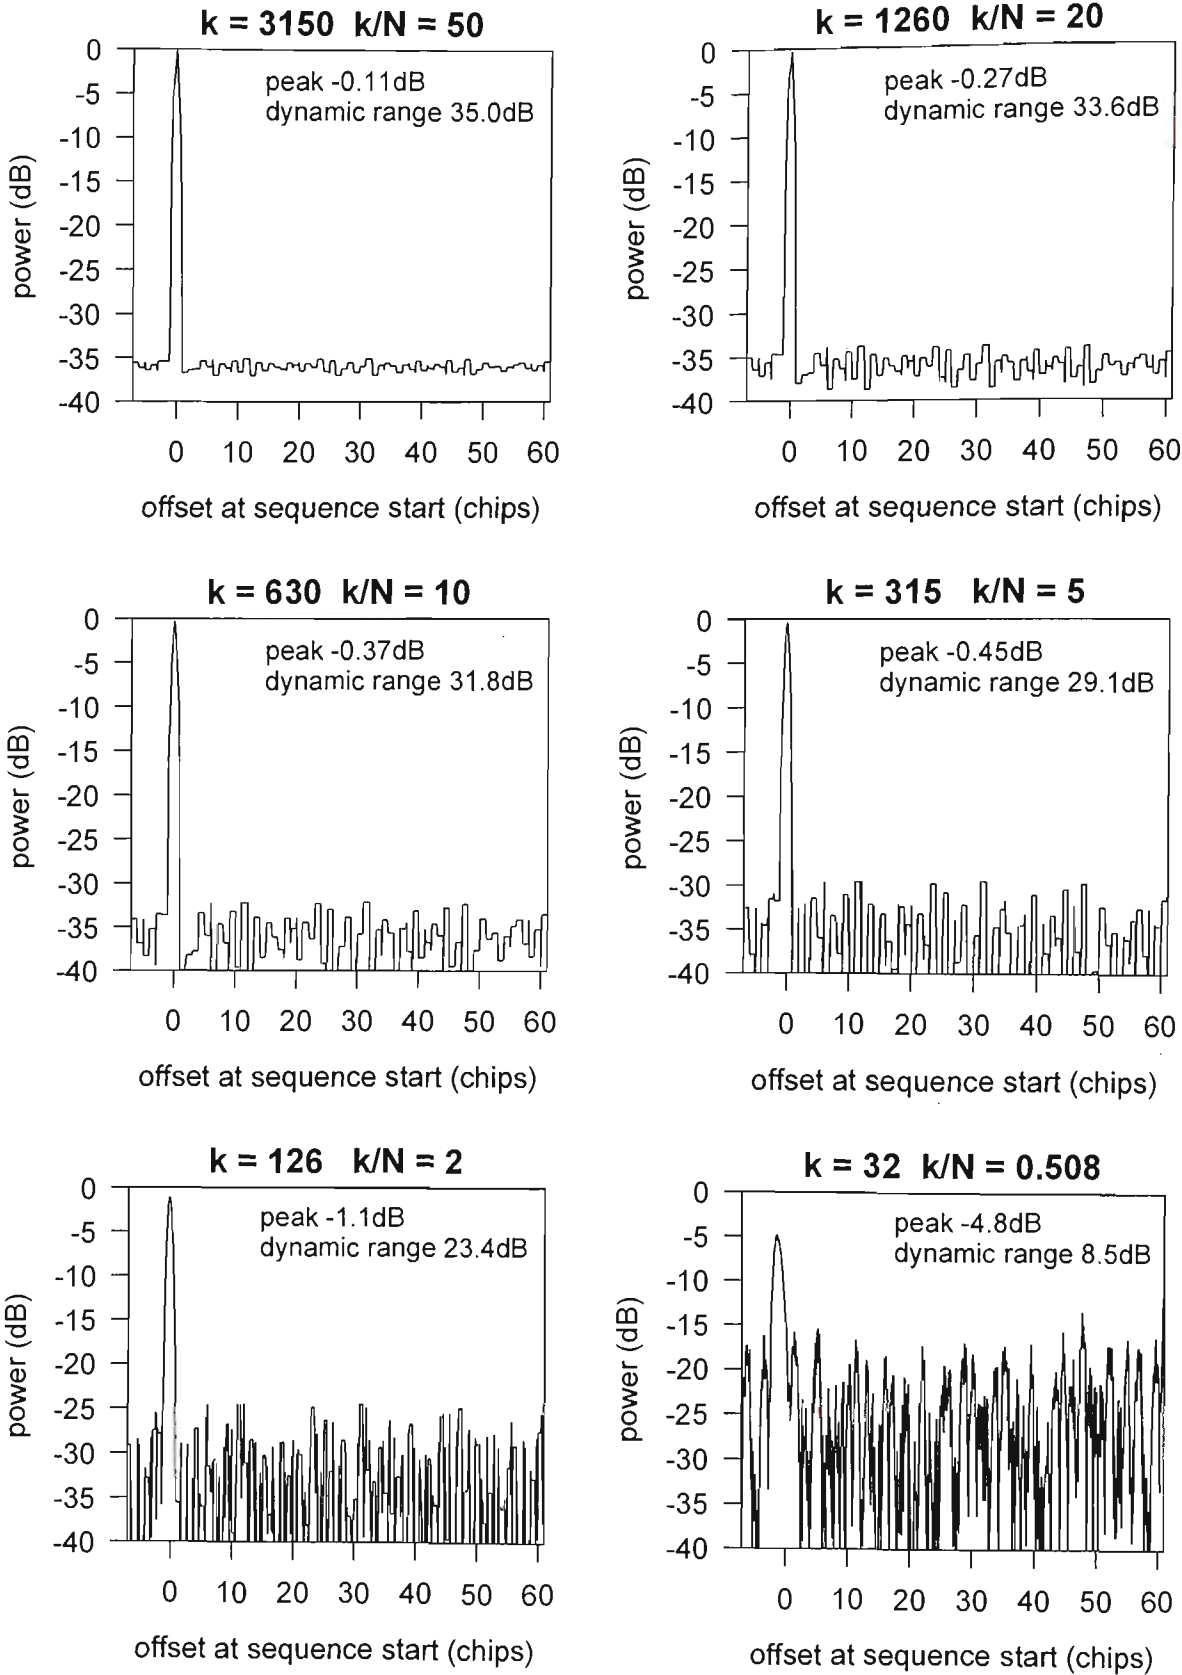 k = 3150 k/N = 50
peak -0.11dB
dynamic range 35.0dB
power (dB)
0
-5
-10
-15
-20
-25
-30
-35
-40
0 10 20 30 40 50 60
offset at sequence start (chips)
k = 1260 k/N = 20
peak -0.27dB
dynamic range 33.6dB
power (dB)
0
-5
-10
-15
-20
-25
-30
-35
-40
0 10 20 30 40 50 60
offset at sequence start (chips)
k = 630 k/N = 10
peak -0.37dB
dynamic range 31.8dB
power (dB)
0
-5
-10
-15
-20
-25
-30
-35
-40
0 10 20 30 40 50 60
offset at sequence start (chips)
k = 315 k/N = 5
peak -0.45dB
dynamic range 29.1dB
power (dB)
0
-5
-10
-15
-20
-25
-30
-35
-40
0 10 20 30 40 50 60
offset at sequence start (chips)
k = 126 k/N = 2
peak -1.1dB
dynamic range 23.4dB
power (dB)
0
-5
-10
-15
-20
-25
-30
-35
-40
0 10 20 30 40 50 60
offset at sequence start (chips)
k = 32 k/N = 0.508
peak -4.8dB
dynamic range 8.5dB
power (dB)
0
-5
-10
-15
-20
-25
-30
-35
-40
0 10 20 30 40 50 60
offset at sequence start (chips)